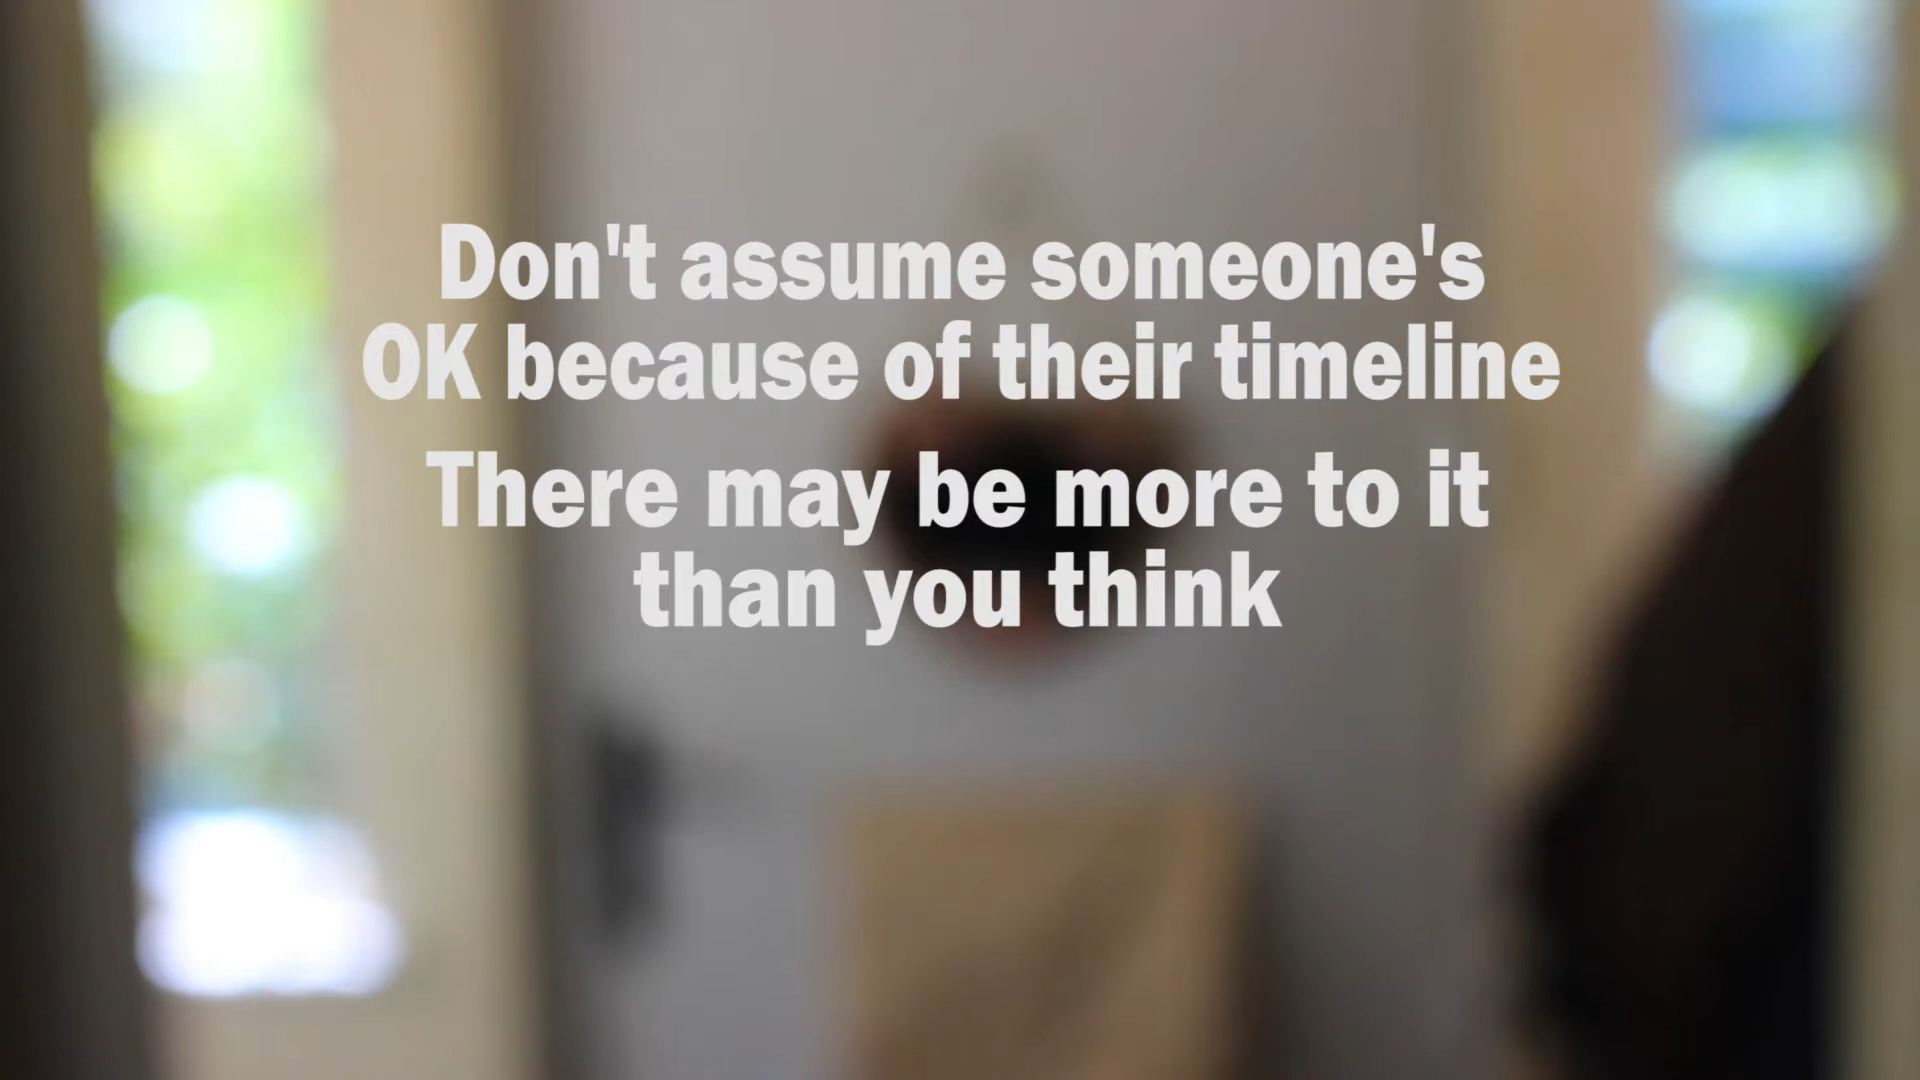 Don't assume someone's
OK because of their timeline
There may be more to it
than you think